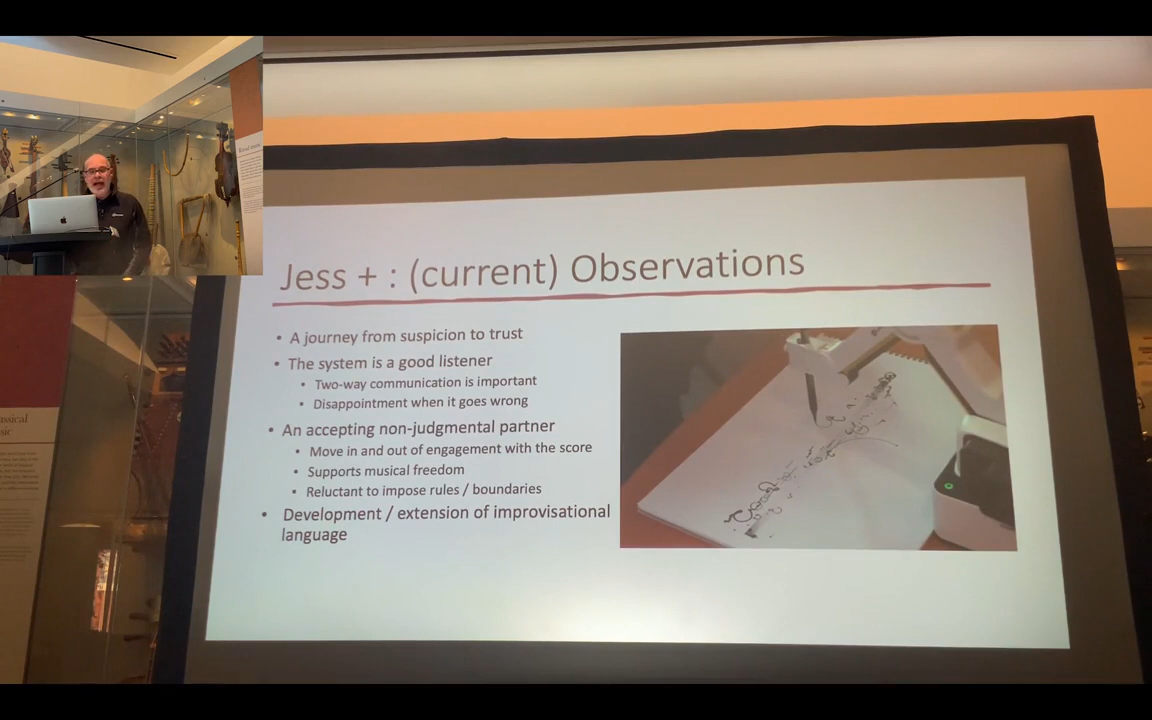 Jess + : (current) Observations
• A journey from suspicion to trust
• The system is a good listener
• Two-way communication is important
• Disappointment when it goes wrong
• An accepting non-judgmental partner
• Move in and out of engagement with the score
• Supports musical freedom
• Reluctant to impose rules / boundaries
• Development / extension of improvisational
language